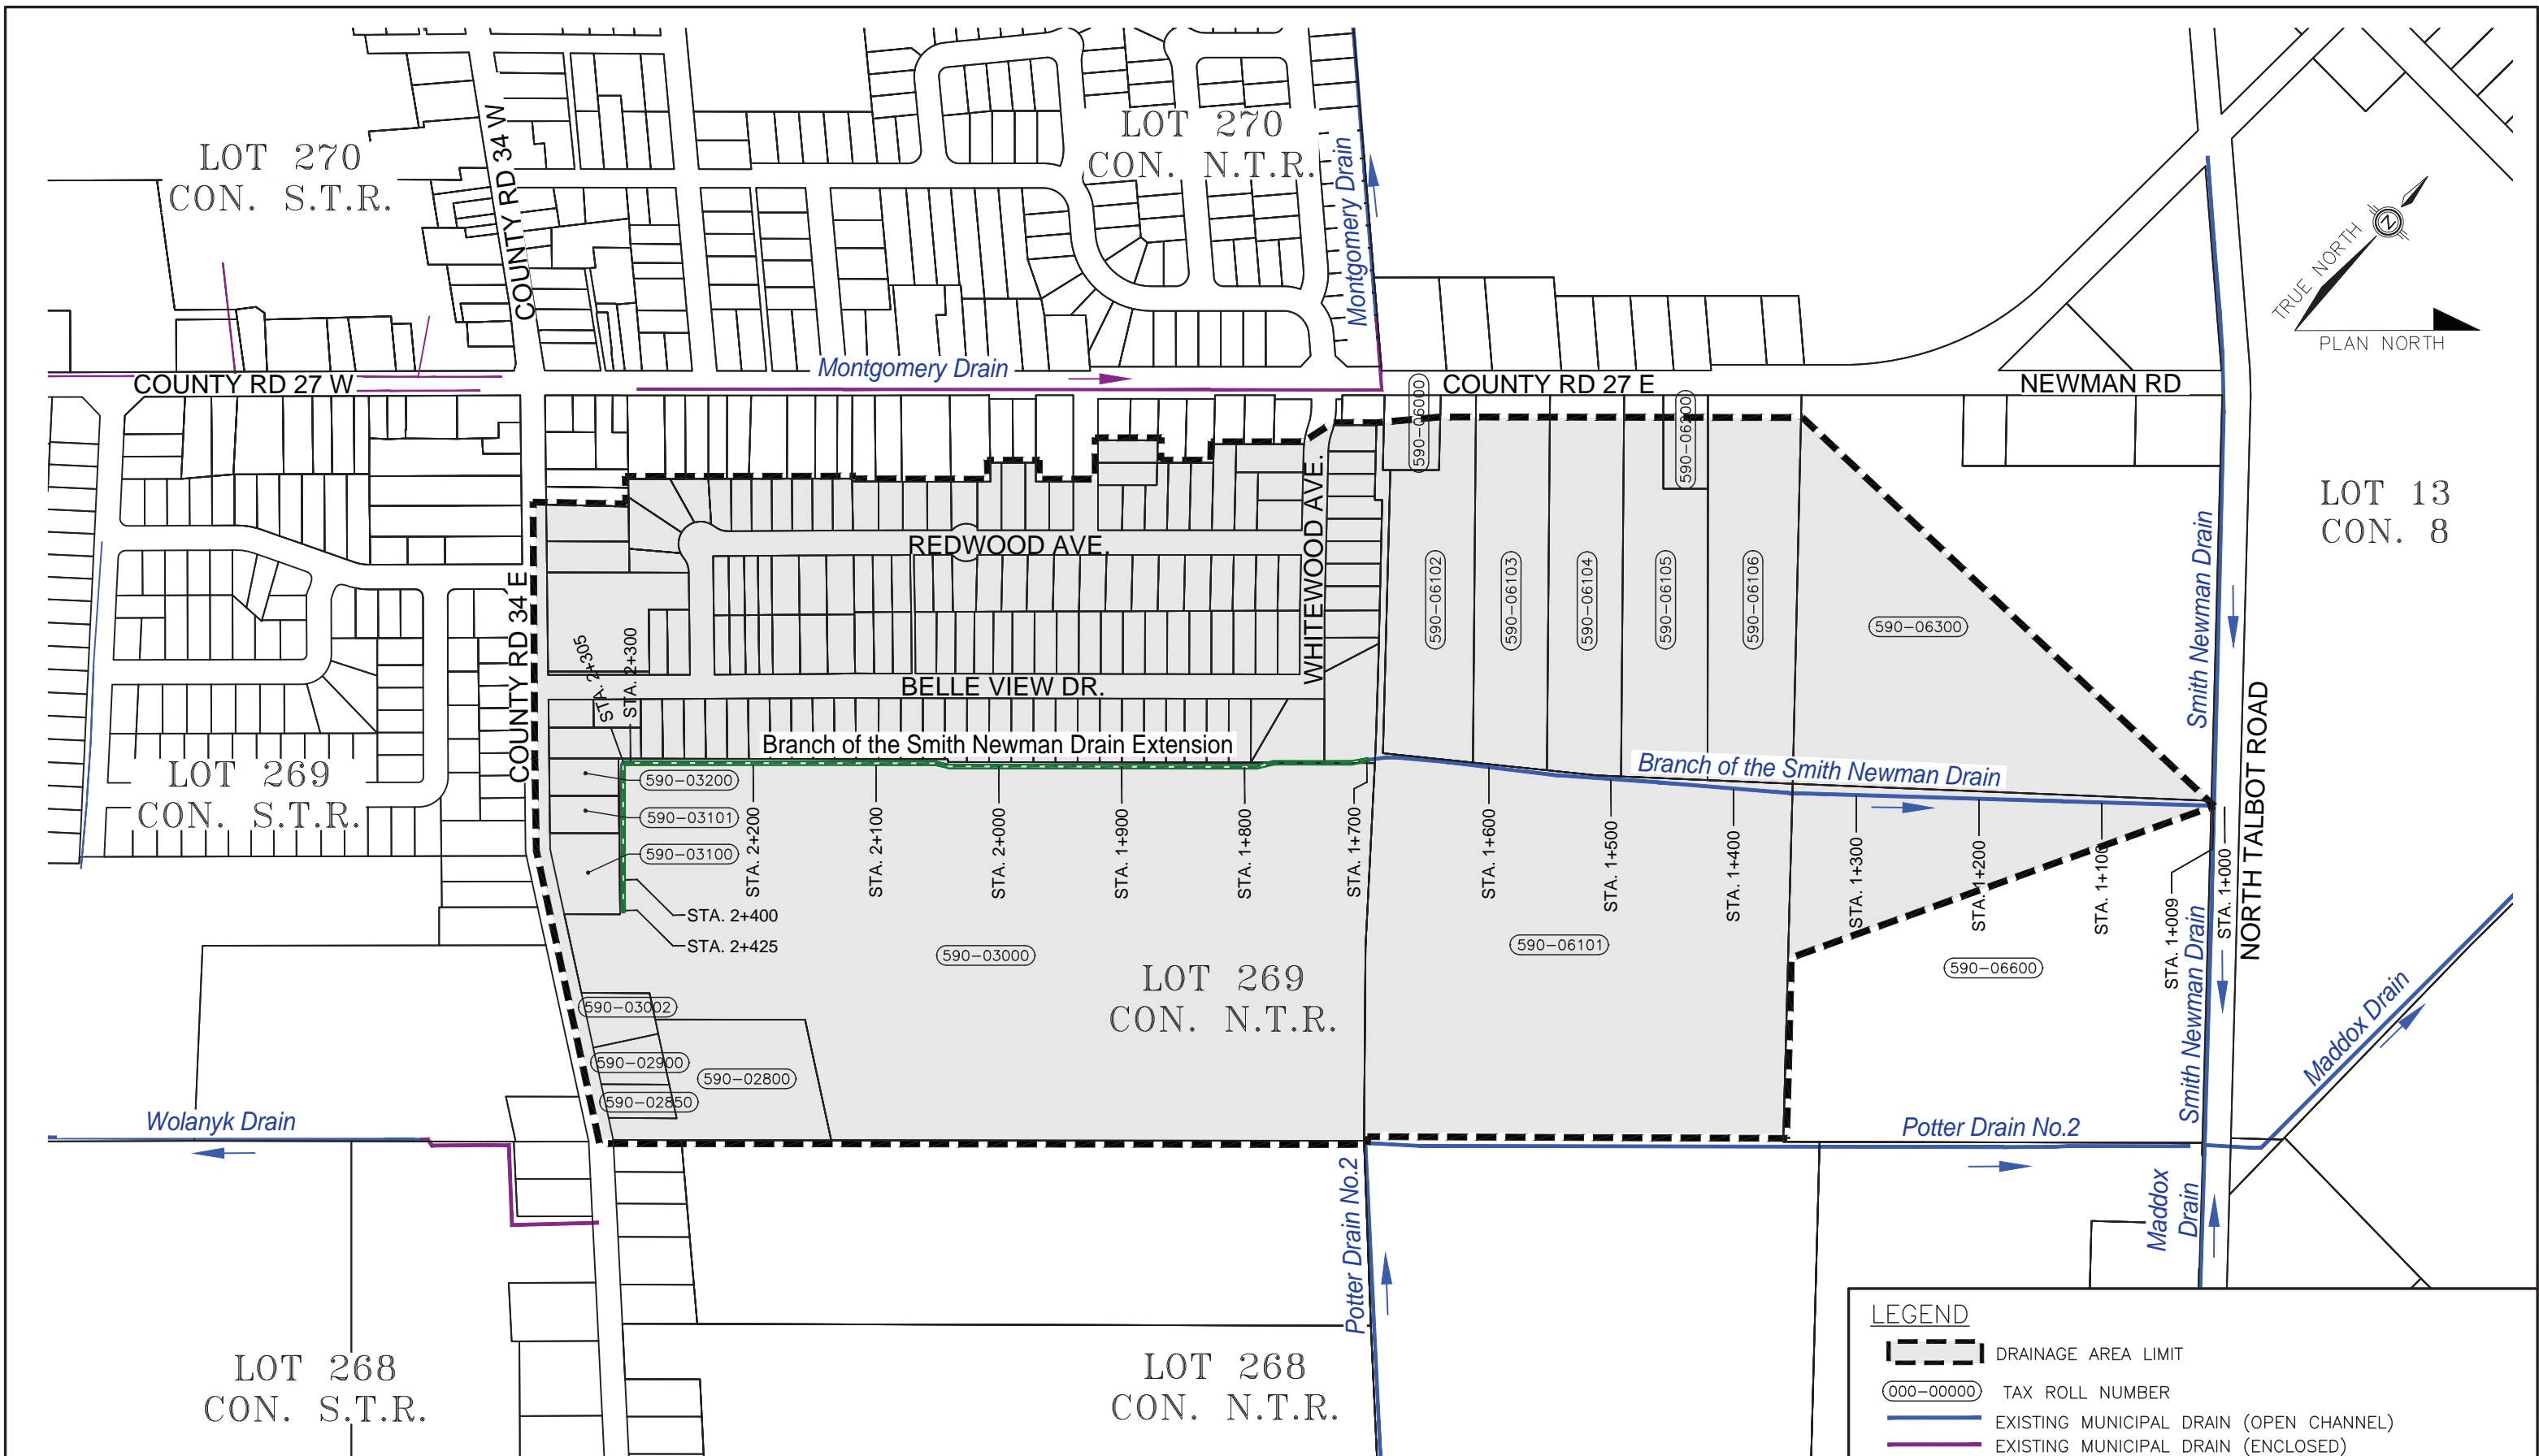 LOT 270
CON. S.T.R.
COUNTY RD 34 W
LOT 270
CON. N.T.R.
Montgomery Drain
TRUE NORTH
N
PLAN NORTH
COUNTY RD 27 W
Montgomery Drain
COUNTY RD 27 E
NEWMAN RD
590-06000
590-06200
LOT 13
CON. 8
WHITEWOOD AVE.
REDWOOD AVE.
590-06102
590-06103
590-06104
590-06105
590-06106
590-06300
Smith Newman Drain
COUNTY RD 34 E
STA. 2+305
STA. 2+300
BELLE VIEW DR.
NORTH TALBOT ROAD
Branch of the Smith Newman Drain Extension
Branch of the Smith Newman Drain
LOT 269
CON. S.T.R.
590-03200
590-03101
590-03100
STA. 2+200
STA. 2+100
STA. 2+000
STA. 1+900
STA. 1+800
STA. 1+700
STA. 1+600
STA. 1+500
STA. 1+400
STA. 1+300
STA. 1+200
STA. 1+100
STA. 1+009
STA. 1+000
STA. 2+400
STA. 2+425
590-03000
590-06101
590-06600
LOT 269
CON. N.T.R.
Smith Newman Drain
Maddox Drain
590-03002
590-02900
590-02800
590-02850
Wolanyk Drain
Potter Drain No.2
Potter Drain No.2
Maddox
Drain
LOT 268
CON. S.T.R.
LOT 268
CON. N.T.R.
LEGEND
DRAINAGE AREA LIMIT
000-00000 TAX ROLL NUMBER
EXISTING MUNICIPAL DRAIN (OPEN CHANNEL)
EXISTING MUNICIPAL DRAIN (ENCLOSED)